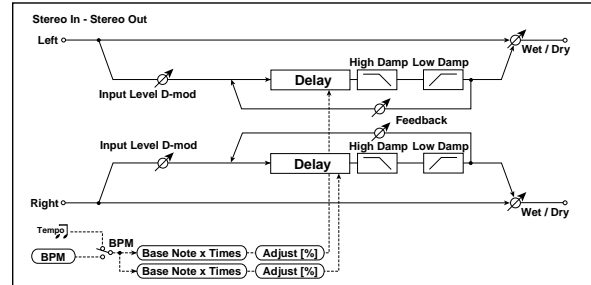 Stereo In - Stereo Out
Left
Wet / Dry
High Damp Low Damp
Delay
Input Level D-mod
Feedback
Input Level D-mod
High Damp Low Damp
Delay
Right
Wet / Dry
Tempo
BPM
BPM
Base Note x Times Adjust [%]
Base Note x Times Adjust [%]